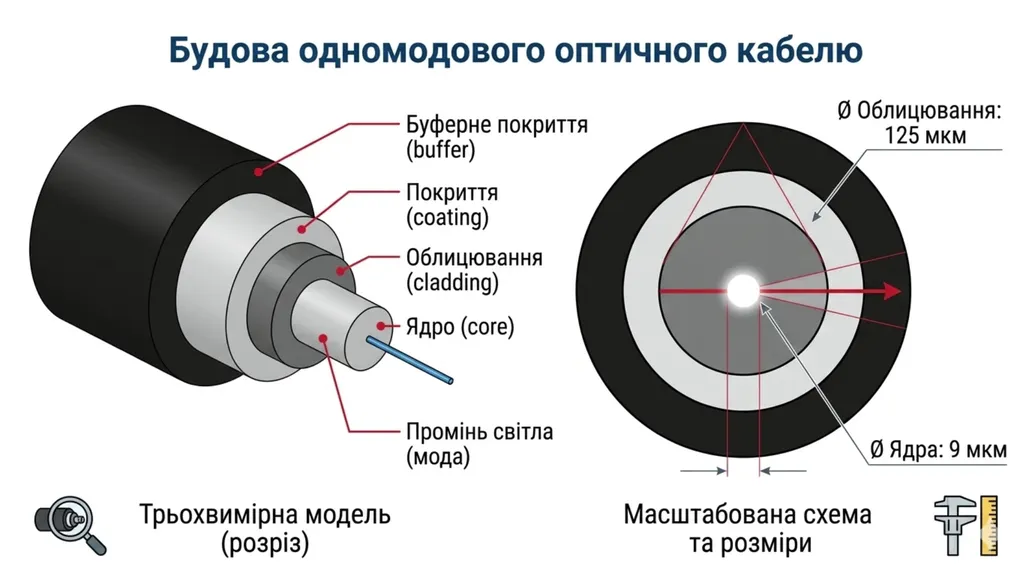 Будова одномодового оптичного кабелю
Буферне покриття
(buffer)
Покриття
(coating)
Облицювання
(cladding)
Ядро (core)
Промінь світла
(мода)
Трьохвимірна модель
(розріз)
Ø Облицювання:
125 мкм
Ø Ядра: 9 мкм
Масштабована схема
та розміри